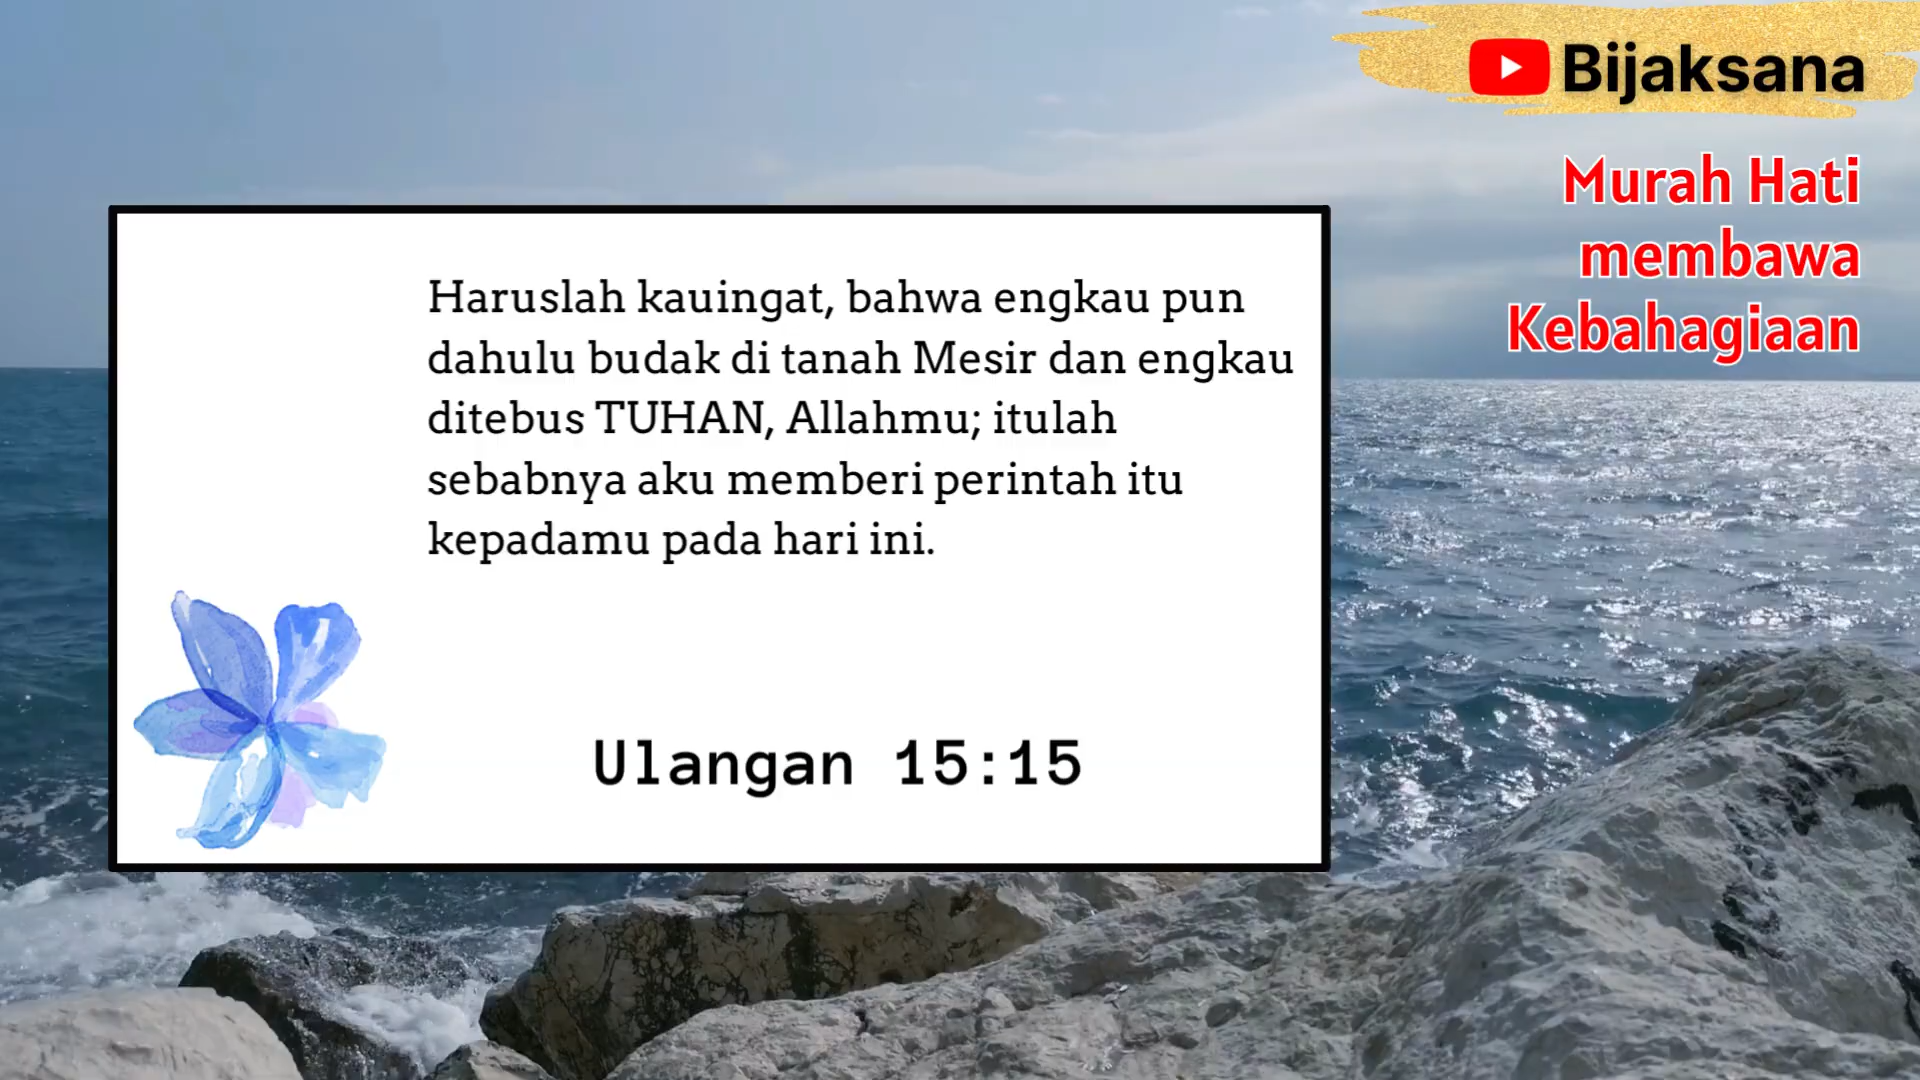 Bijaksana
Murah Hati
membawa
Kebahagiaan
Haruslah kauingat, bahwa engkau pun
dahulu budak di tanah Mesir dan engkau
ditebus TUHAN, Allahmu; itulah
sebabnya aku memberi perintah itu
kepadamu pada hari ini.
Ulangan 15:15